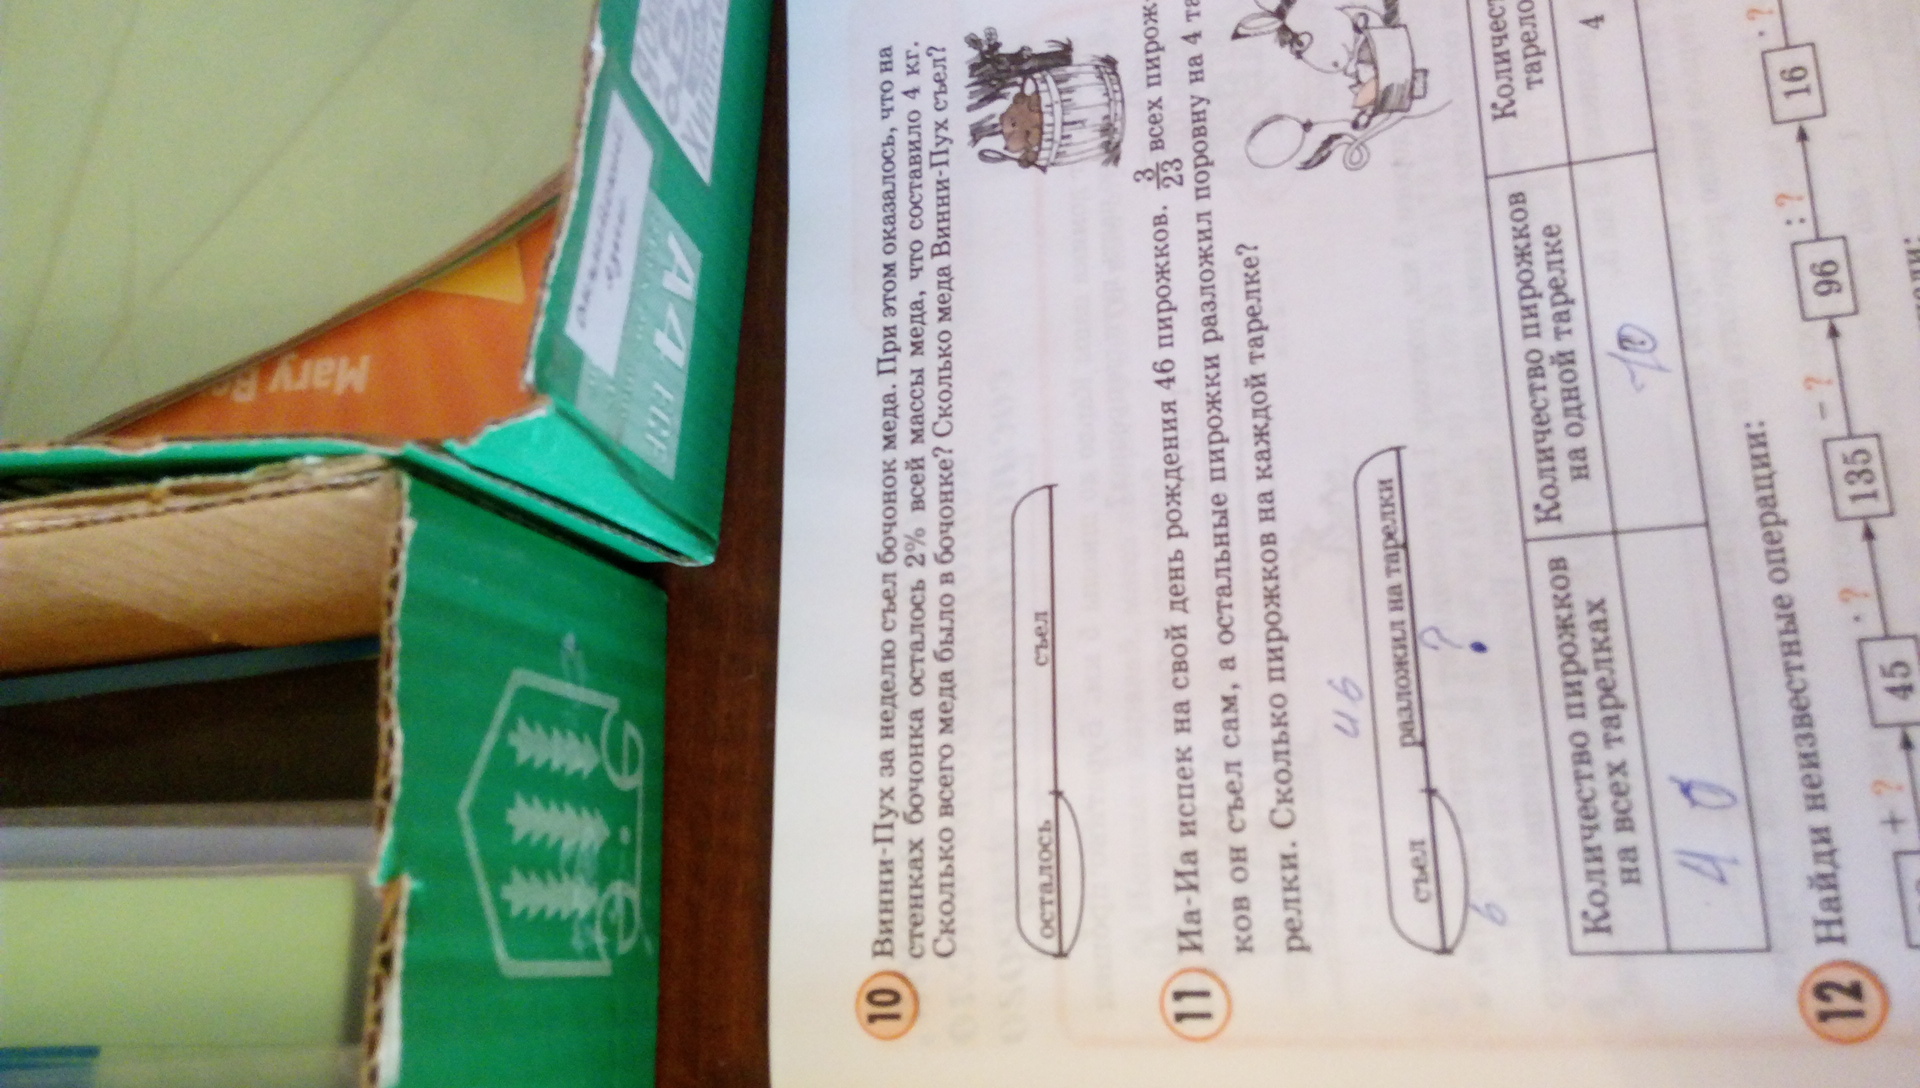 10 Винни-Пух за неделю съел бочонок меда. При этом оказалось, что на
стенках бочонка осталось 2% всей массы меда, что составило 4 кг.
Сколько всего меда было в бочонке? Сколько меда Винни-Пух съел?
осталось съел
11 Иа-Иа испек на свой день рождения 46 пирожков. 3/23 всех пирож-
ков он съел сам, а остальные пирожки разложил поровну на 4 та
релки. Сколько пирожков на каждой тарелке?
46
съел разложил на тарелки
6 ?
Количество пирожков
на всех тарелках
Количество пирожков
на одной тарелке
Количест
тарело
40 10 4
12 Найди неизвестные операции:
+ ? 45 · ? 135 − ? 96 : ? 16 · ?
A4
Mary